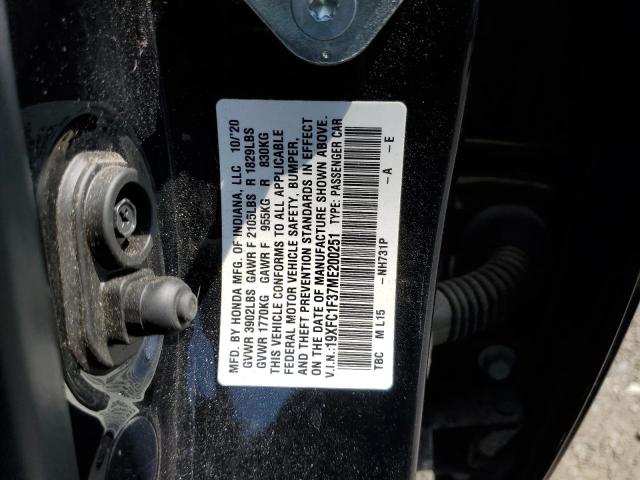 MFD. BY HONDA MFG. OF INDIANA, LLC 10/'20
GVWR 3902LBS GAWR F 2105LBS R 1829LBS
GVWR 1770KG GAWR F 955KG R 830KG
THIS VEHICLE CONFORMS TO ALL APPLICABLE
FEDERAL MOTOR VEHICLE SAFETY, BUMPER,
AND THEFT PREVENTION STANDARDS IN EFFECT
ON THE DATE OF MANUFACTURE SHOWN ABOVE.
V.I.N.:19XFC1F37ME200251 TYPE: PASSENGER CAR
TBC M L15 -NH731P -A -E